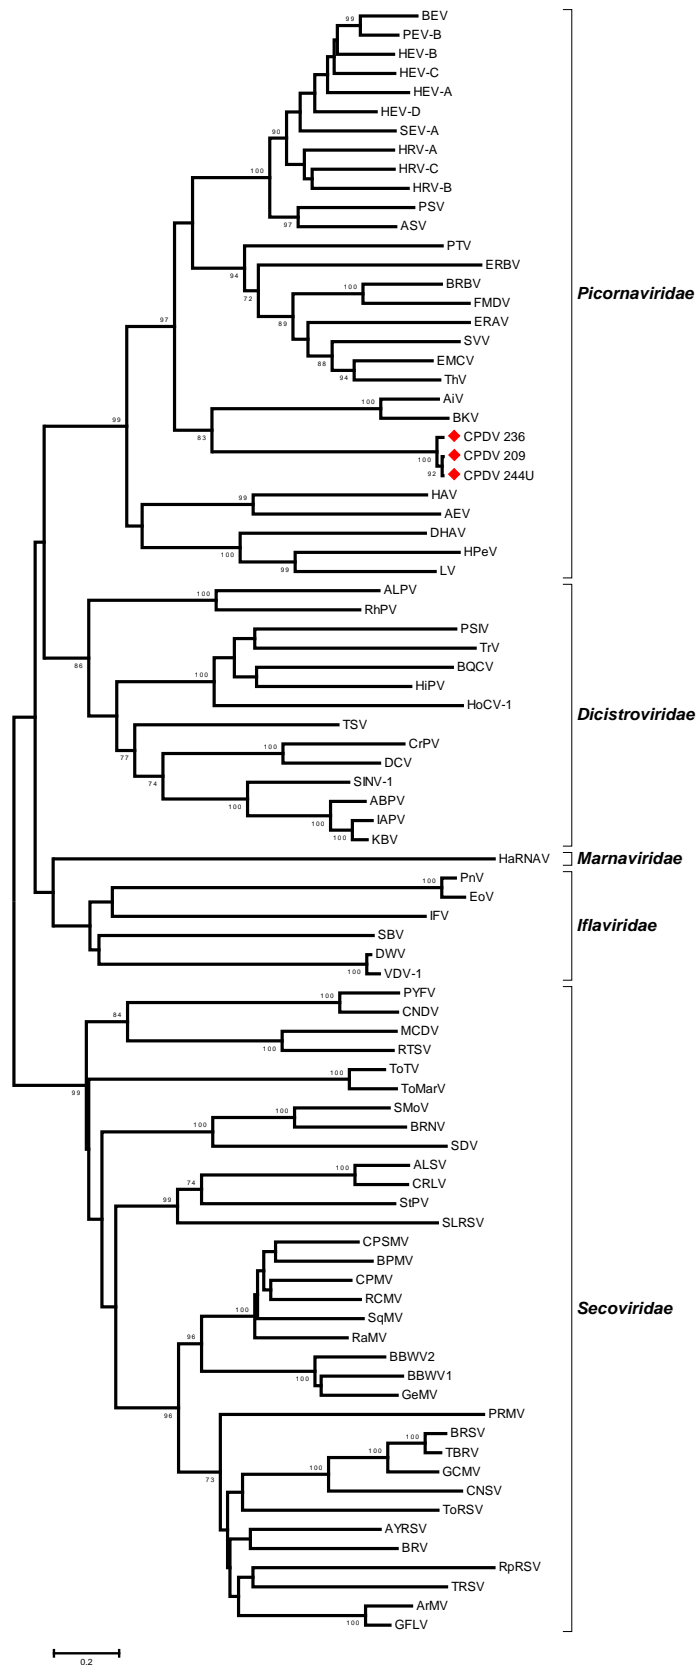 99
BEV
PEV-B
HEV-B
HEV-C
HEV-A
HEV-D
SEV-A
90
HRV-A
100
HRV-C
HRV-B
PSV
97
ASV
PTV
94
ERBV
72
100
BRBV
FMDV
89
ERAV
97
SVV
88
EMCV
94
ThV
100
AiV
BKV
99
83
CPDV 236
100
CPDV 209
92
CPDV 244U
99
HAV
AEV
DHAV
100
HPeV
99
LV
Picornaviridae
100
ALPV
RhPV
PSIV
TrV
86
100
BQCV
HiPV
HoCV-1
TSV
77
100
CrPV
DCV
74
SINV-1
100
ABPV
100
IAPV
100
KBV
Dicistroviridae
HaRNAV
Marnaviridae
100
PnV
EoV
IFV
SBV
DWV
100
VDV-1
Iflaviridae
84
100
PYFV
CNDV
MCDV
100
RTSV
99
100
ToTV
ToMarV
100
SMoV
BRNV
100
SDV
100
ALSV
CRLV
74
StPV
99
SLRSV
CPSMV
BPMV
CPMV
RCMV
100
SqMV
RaMV
96
BBWV2
100
BBWV1
GeMV
96
PRMV
100
BRSV
TBRV
100
GCMV
100
CNSV
73
ToRSV
AYRSV
BRV
RpRSV
TRSV
ArMV
100
GFLV
Secoviridae
0.2